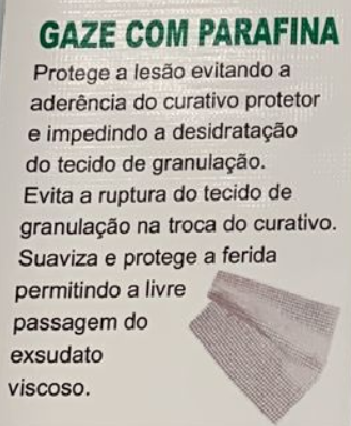 GAZE COM PARAFINA
Protege a lesão evitando a
aderência do curativo protetor
e impedindo a desidratação
do tecido de granulação.
Evita a ruptura do tecido de
granulação na troca do curativo.
Suaviza e protege a ferida
permitindo a livre
passagem do
exsudato
viscoso.